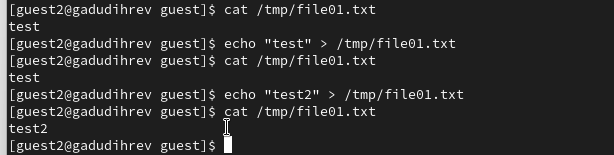 [guest2@gadudihrev guest]$ cat /tmp/file01.txt
test
[guest2@gadudihrev guest]$ echo "test" > /tmp/file01.txt
[guest2@gadudihrev guest]$ cat /tmp/file01.txt
test
[guest2@gadudihrev guest]$ echo "test2" > /tmp/file01.txt
[guest2@gadudihrev guest]$ cat /tmp/file01.txt
test2
[guest2@gadudihrev guest]$